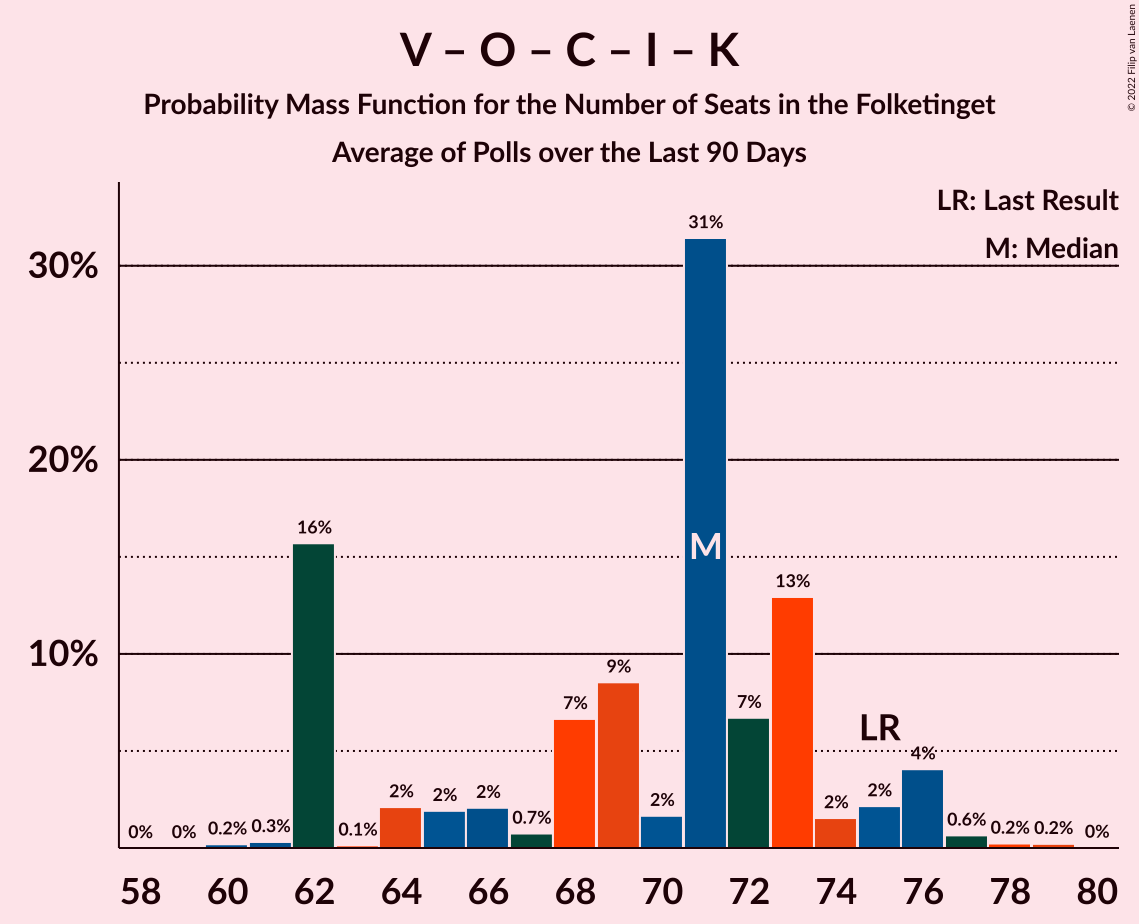 V – O – C – I – K
Probability Mass Function for the Number of Seats in the Folketinget
Average of Polls over the Last 90 Days
© 2022 Filip van Laenen
LR: Last Result
M: Median
30%
20%
10%
0%
0%
0.2%
0.3%
16%
0.1%
2%
2%
2%
0.7%
7%
9%
2%
31%
M
7%
13%
2%
LR
2%
4%
0.6%
0.2%
0.2%
0%
58 60 62 64 66 68 70 72 74 76 78 80